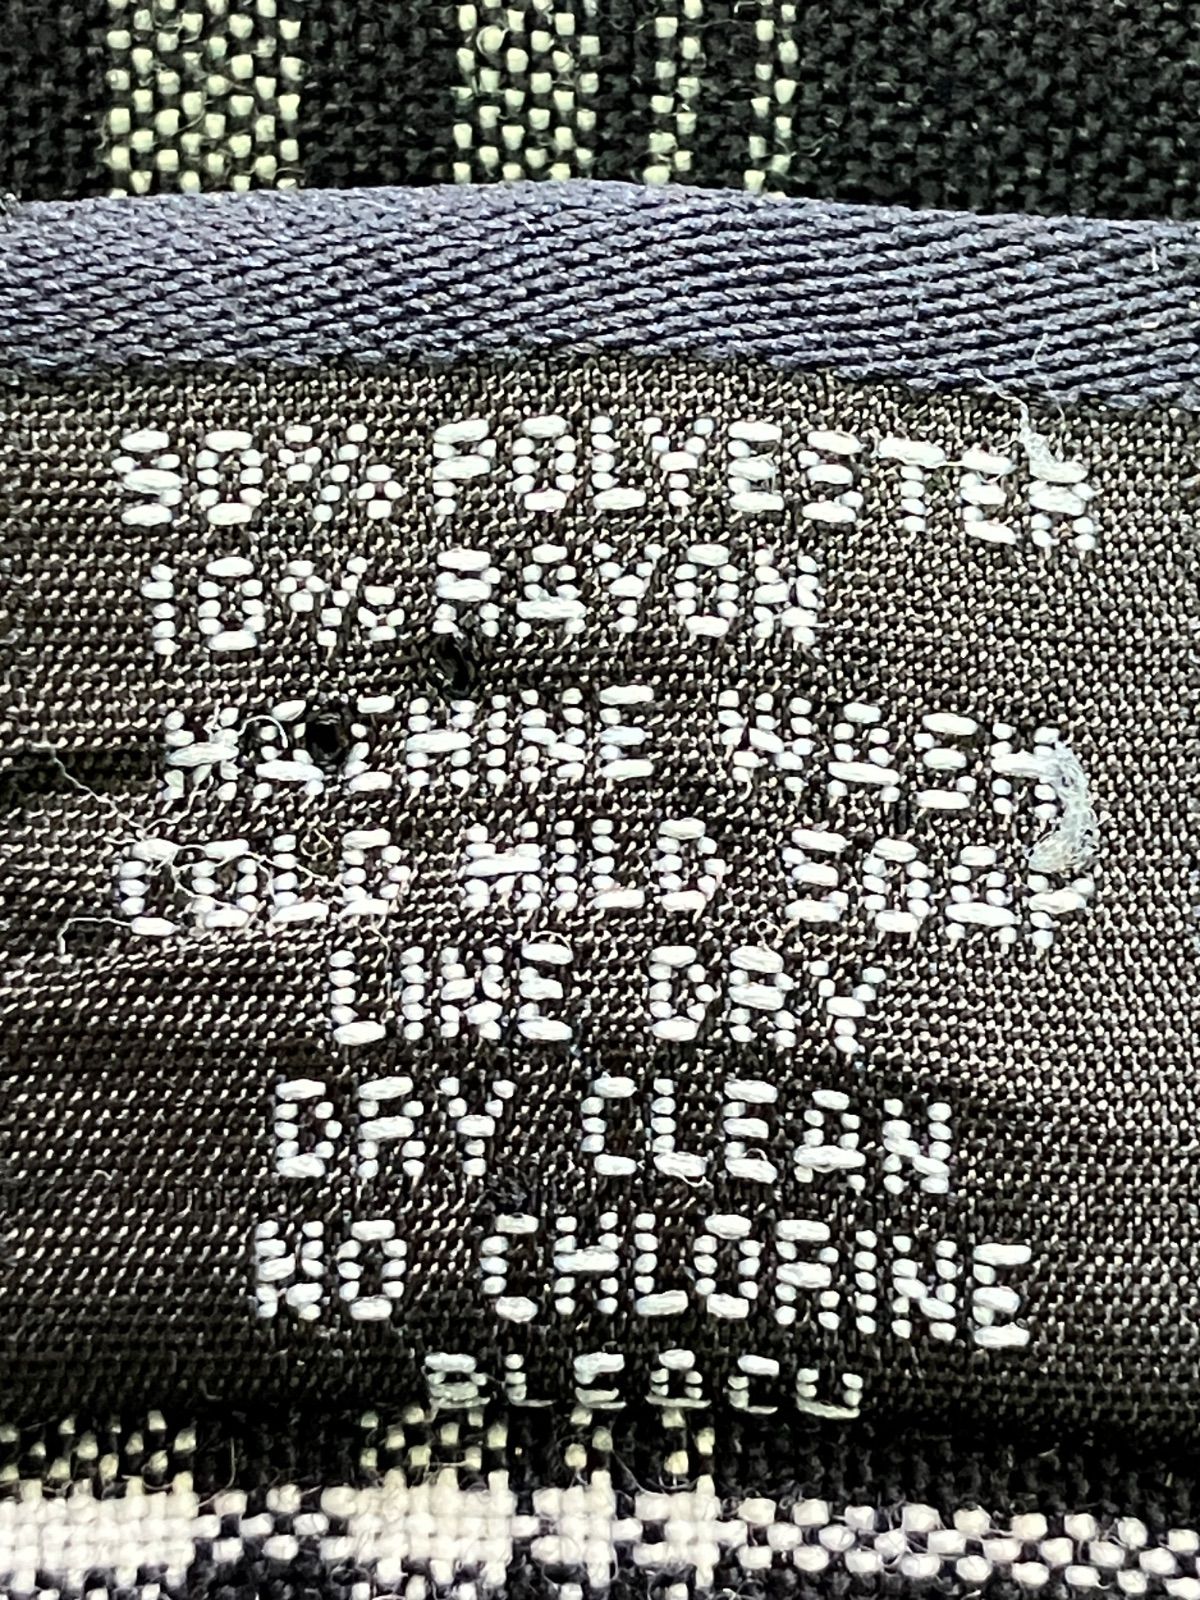 90% POLYESTER
10% RAYON
MACHINE WASH
COLD MILD SOAP
LINE DRY
DRY CLEAN
NO CHLORINE
BLEACH